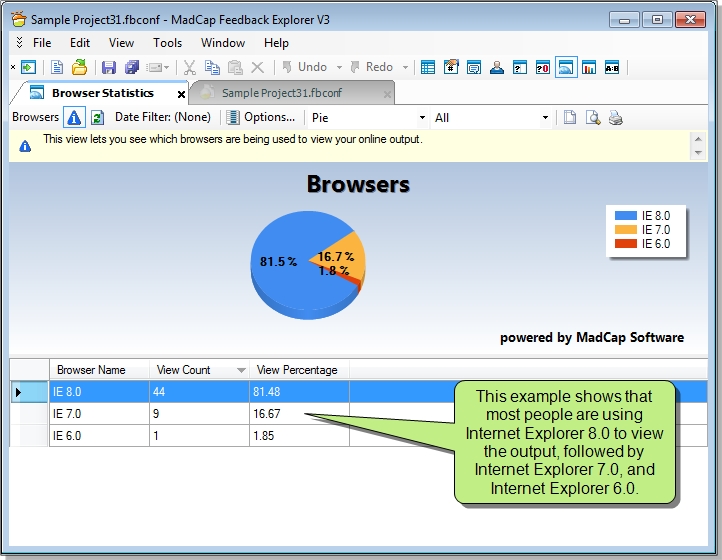 Sample Project31.fbconf - MadCap Feedback Explorer V3
File Edit View Tools Window Help
Undo Redo A-B
Browser Statistics x Sample Project31.fbconf x
Browsers Date Filter: (None) Options... Pie All
This view lets you see which browsers are being used to view your online output.
Browsers
IE 8.0
IE 7.0
IE 6.0
81.5 %
16.7 %
1.8 %
powered by MadCap Software
Browser Name View Count View Percentage
IE 8.0 44 81.48
IE 7.0 9 16.67
IE 6.0 1 1.85
This example shows that
most people are using
Internet Explorer 8.0 to view
the output, followed by
Internet Explorer 7.0, and
Internet Explorer 6.0.